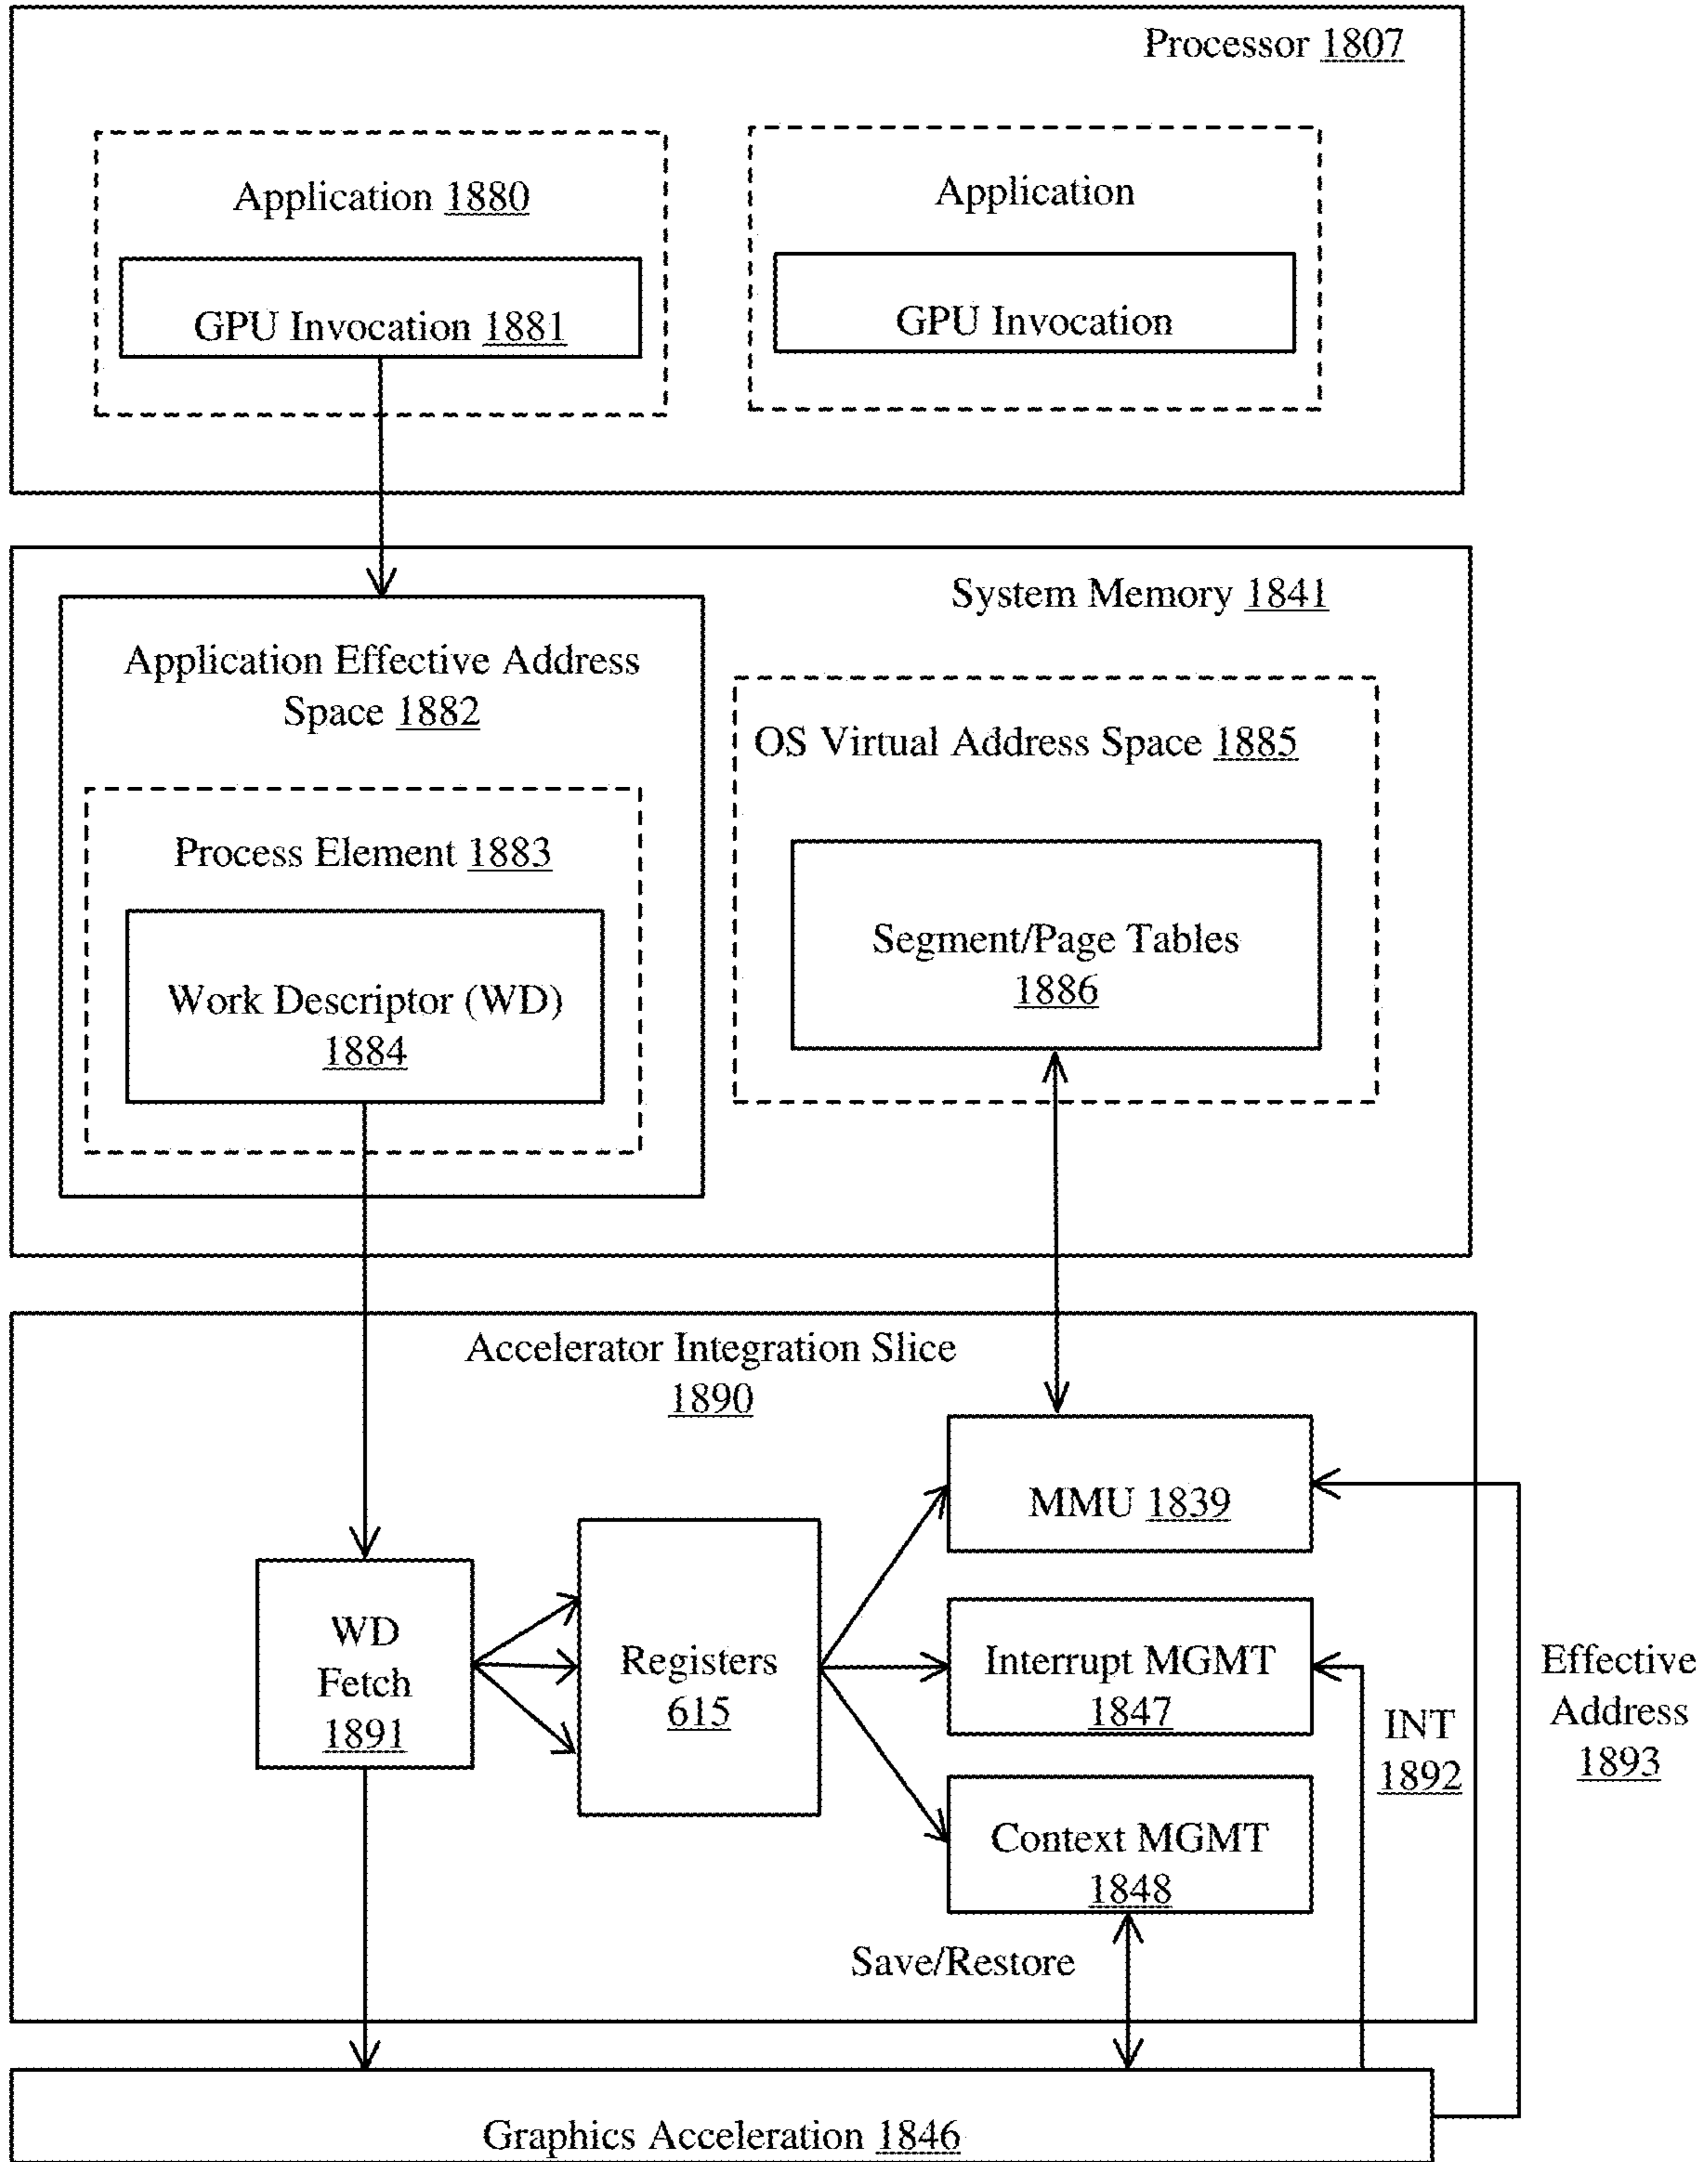 Processor 1807
Application 1880
GPU Invocation 1881
Application
GPU Invocation
System Memory 1841
Application Effective Address
Space 1882
Process Element 1883
Work Descriptor (WD)
1884
OS Virtual Address Space 1885
Segment/Page Tables
1886
Accelerator Integration Slice
1890
WD
Fetch
1891
Registers
615
MMU 1839
Interrupt MGMT
1847
Context MGMT
1848
Save/Restore
INT
1892
Effective
Address
1893
Graphics Acceleration 1846